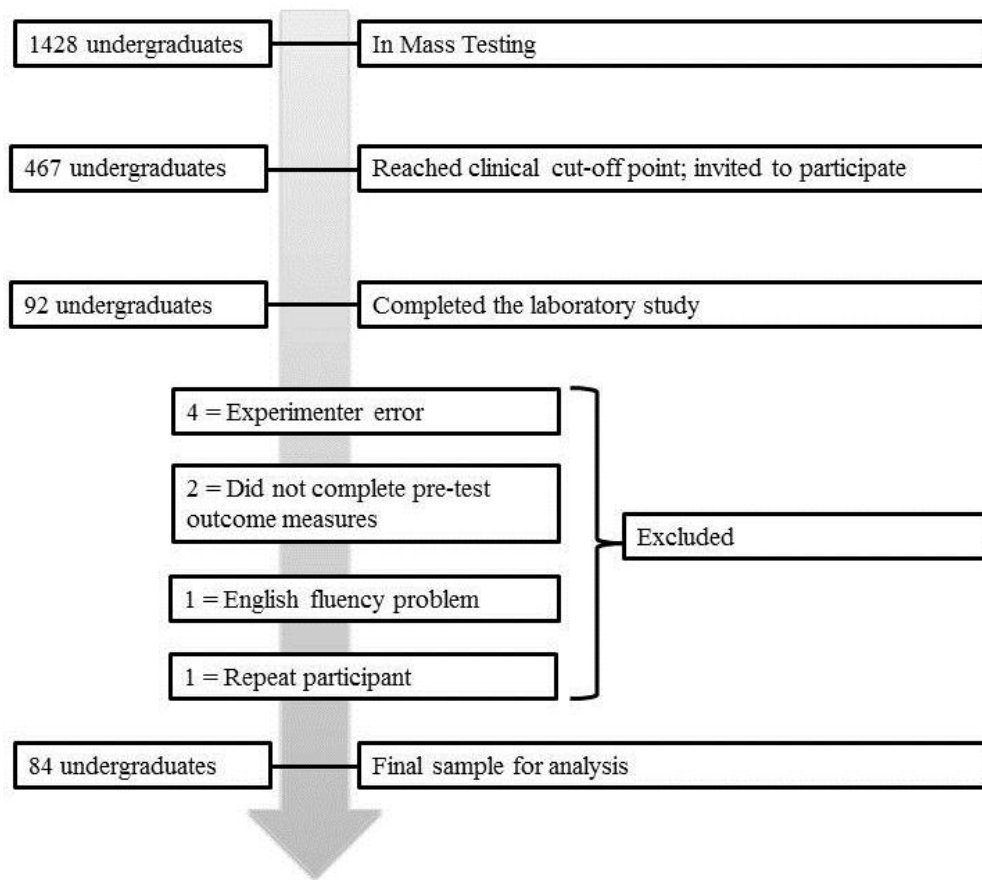 1428 undergraduates
In Mass Testing
467 undergraduates
Reached clinical cut-off point; invited to participate
92 undergraduates
Completed the laboratory study
4 = Experimenter error
2 = Did not complete pre-test
outcome measures
Excluded
1 = English fluency problem
1 = Repeat participant
84 undergraduates
Final sample for analysis